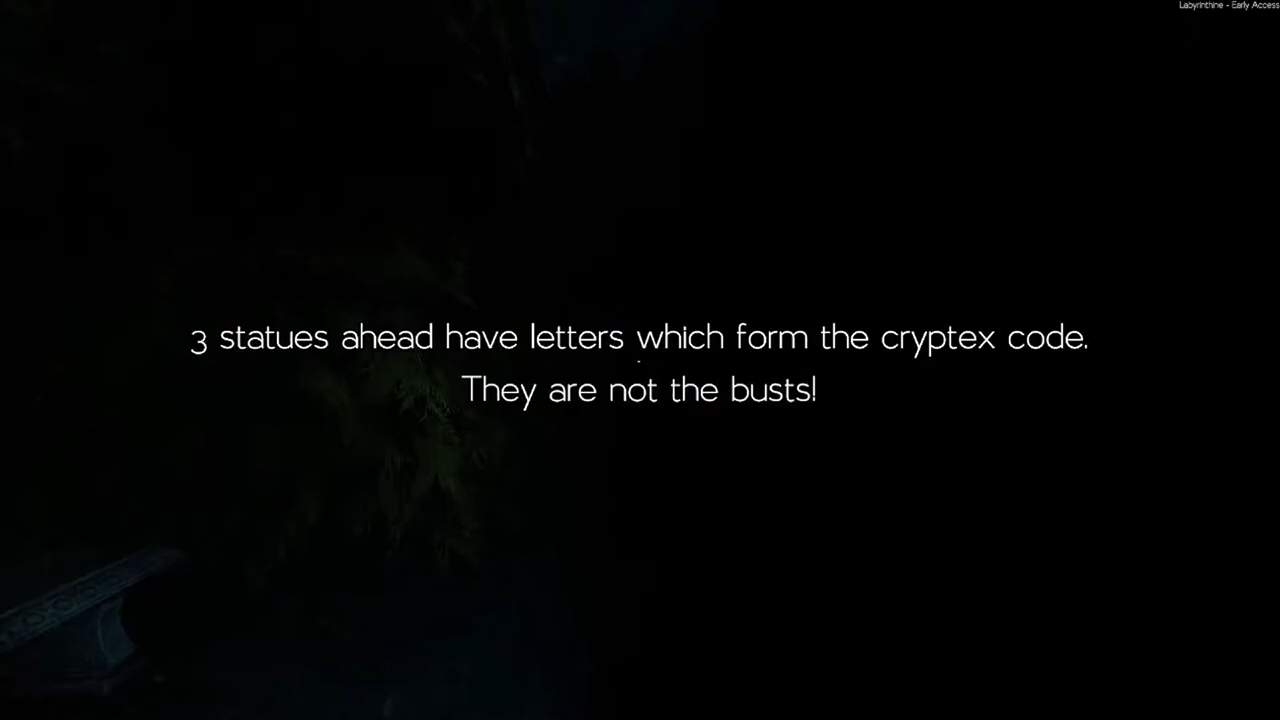 Labyrinthine - Early Access
3 statues ahead have letters which form the cryptex code.
They are not the busts!